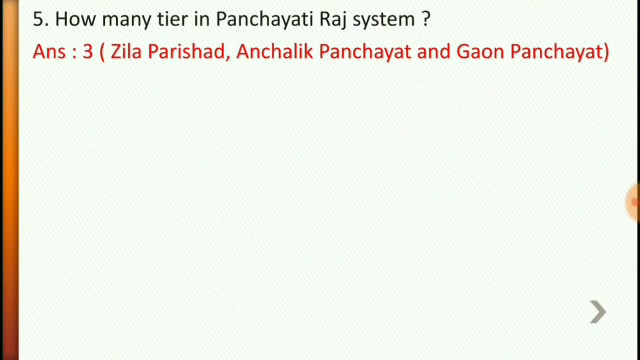 5. How many tier in Panchayati Raj system ?
Ans : 3 ( Zila Parishad, Anchalik Panchayat and Gaon Panchayat)